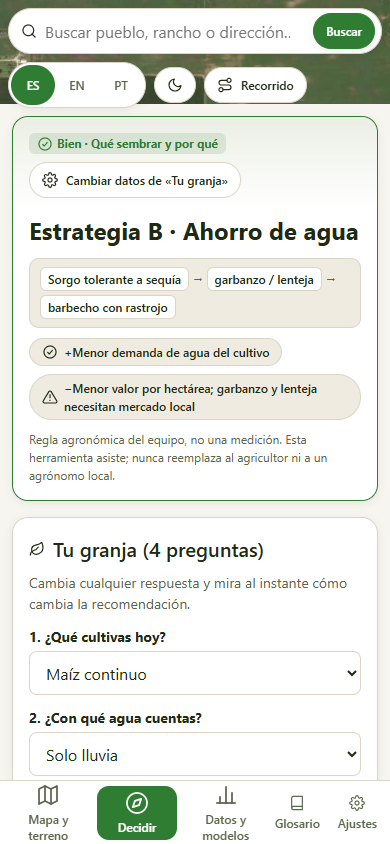 Buscar pueblo, rancho o dirección..
Buscar
ES EN PT Recorrido
Bien · Qué sembrar y por qué
Cambiar datos de «Tu granja»
Estrategia B · Ahorro de agua
Sorgo tolerante a sequía → garbanzo / lenteja →
barbecho con rastrojo
+Menor demanda de agua del cultivo
−Menor valor por hectárea; garbanzo y lenteja
necesitan mercado local
Regla agronómica del equipo, no una medición. Esta
herramienta asiste; nunca reemplaza al agricultor ni a un
agrónomo local.
Tu granja (4 preguntas)
Cambia cualquier respuesta y mira al instante cómo
cambia la recomendación.
1. ¿Qué cultivas hoy?
Maíz continuo
2. ¿Con qué agua cuentas?
Solo lluvia
Mapa y
terreno
Decidir
Datos y
modelos
Glosario
Ajustes